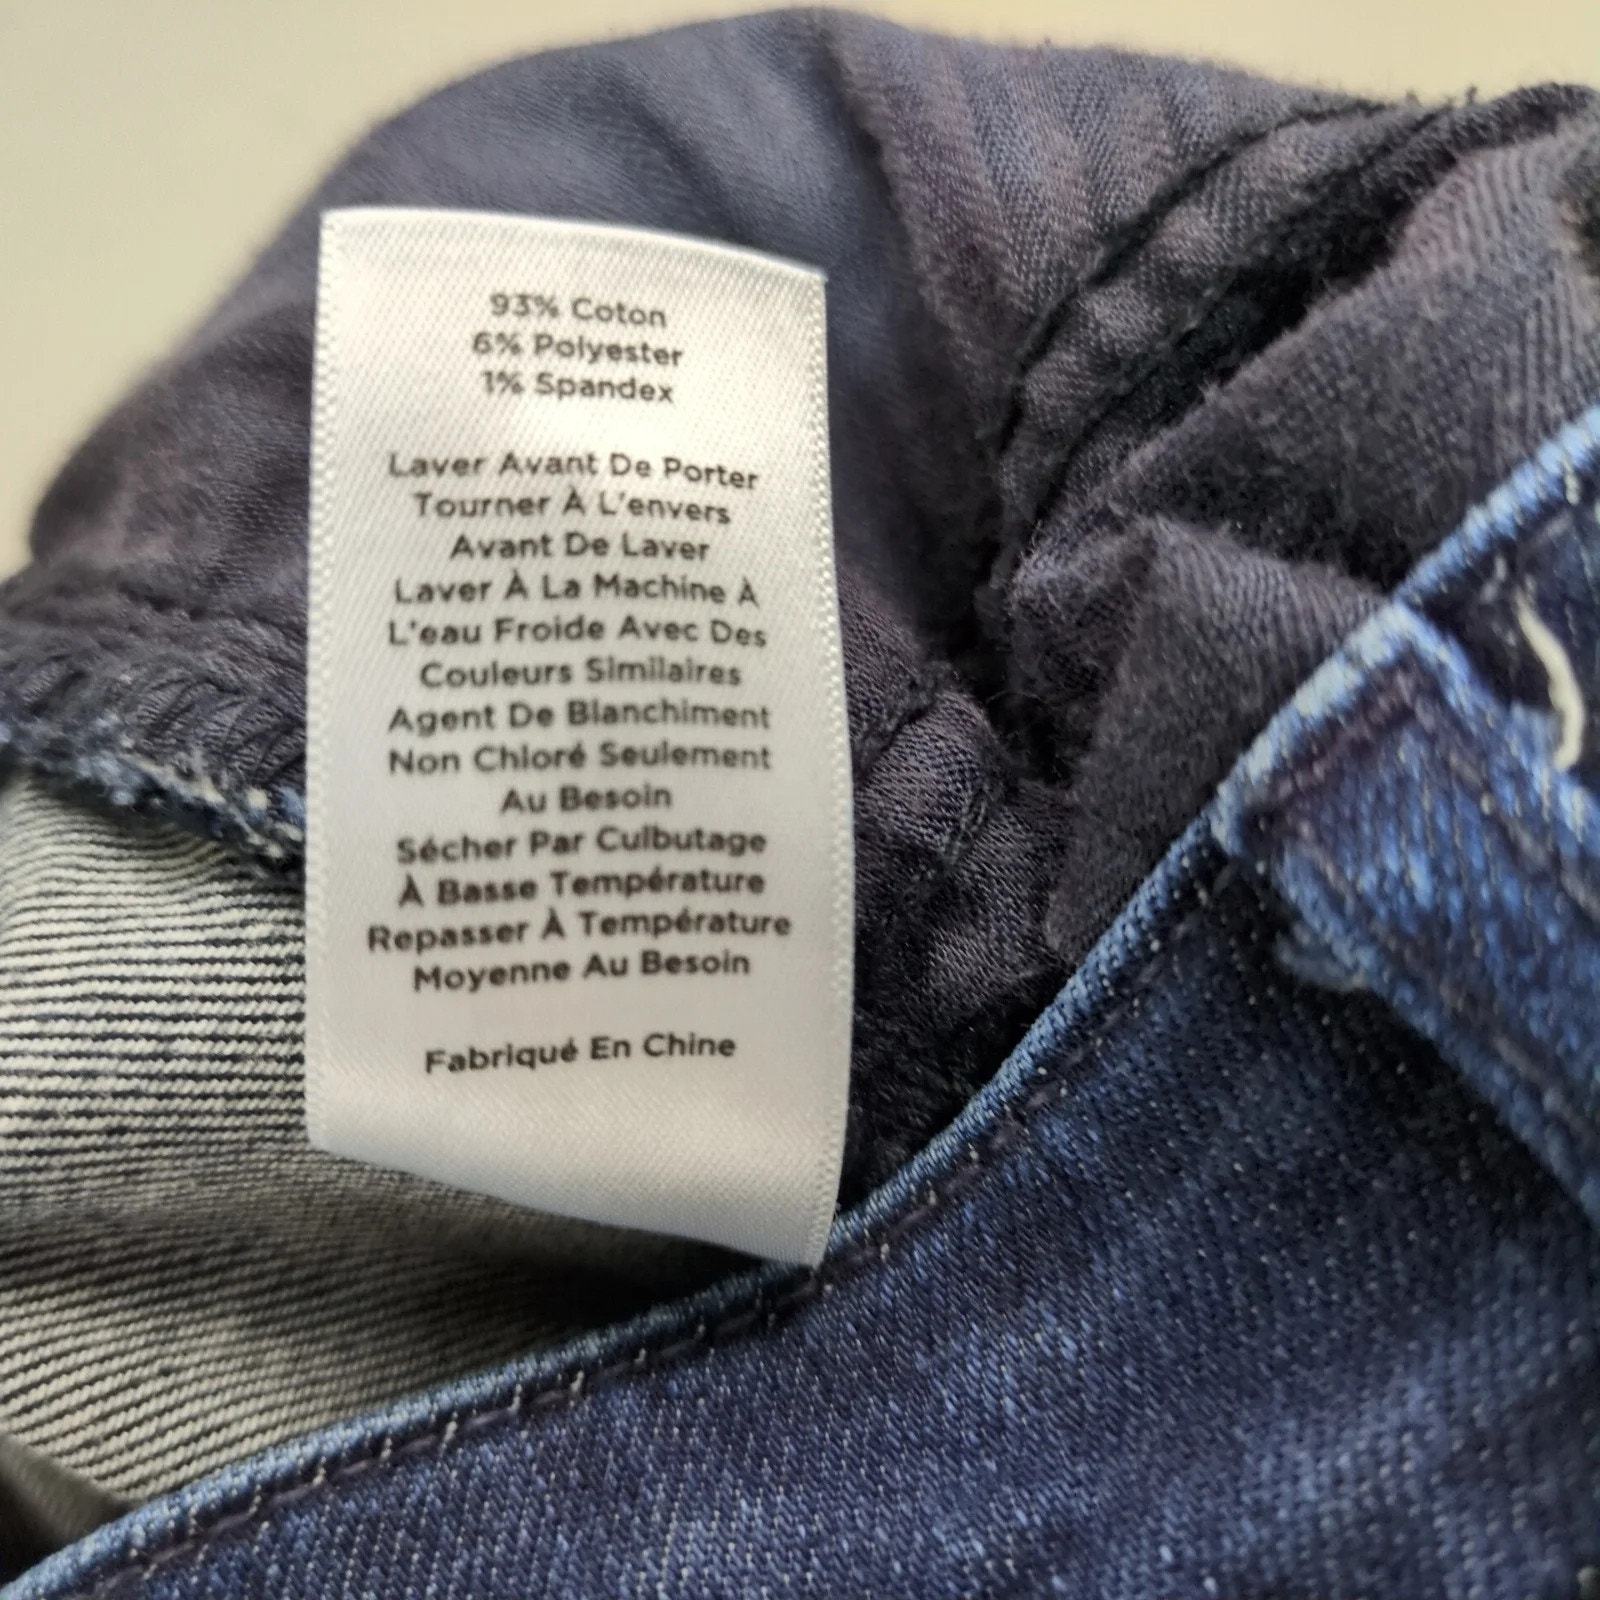 93% Coton
6% Polyester
1% Spandex
Laver Avant De Porter
Tourner À L'envers
Avant De Laver
Laver À La Machine À
L'eau Froide Avec Des
Couleurs Similaires
Agent De Blanchiment
Non Chloré Seulement
Au Besoin
Sécher Par Culbutage
À Basse Température
Repasser À Température
Moyenne Au Besoin
Fabriqué En Chine